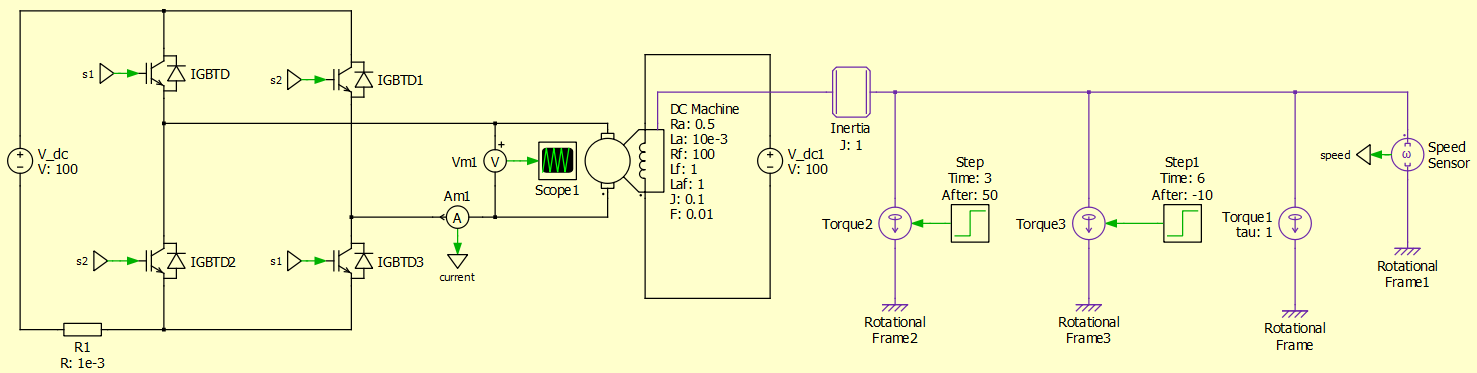 s1
IGBTD
s2
IGBTD1
V_dc
V: 100
+
Vm1
V
Scope1
Am1
A
current
s2
IGBTD2
s1
IGBTD3
R1
R: 1e-3
DC Machine
Ra: 0.5
La: 10e-3
Rf: 100
Lf: 1
Laf: 1
J: 0.1
F: 0.01
V_dc1
V: 100
Inertia
J: 1
Torque2
Step
Time: 3
After: 50
Rotational
Frame2
Torque3
Step1
Time: 6
After: -10
Rotational
Frame3
Torque1
tau: 1
Rotational
Frame
speed
ω
Speed
Sensor
Rotational
Frame1